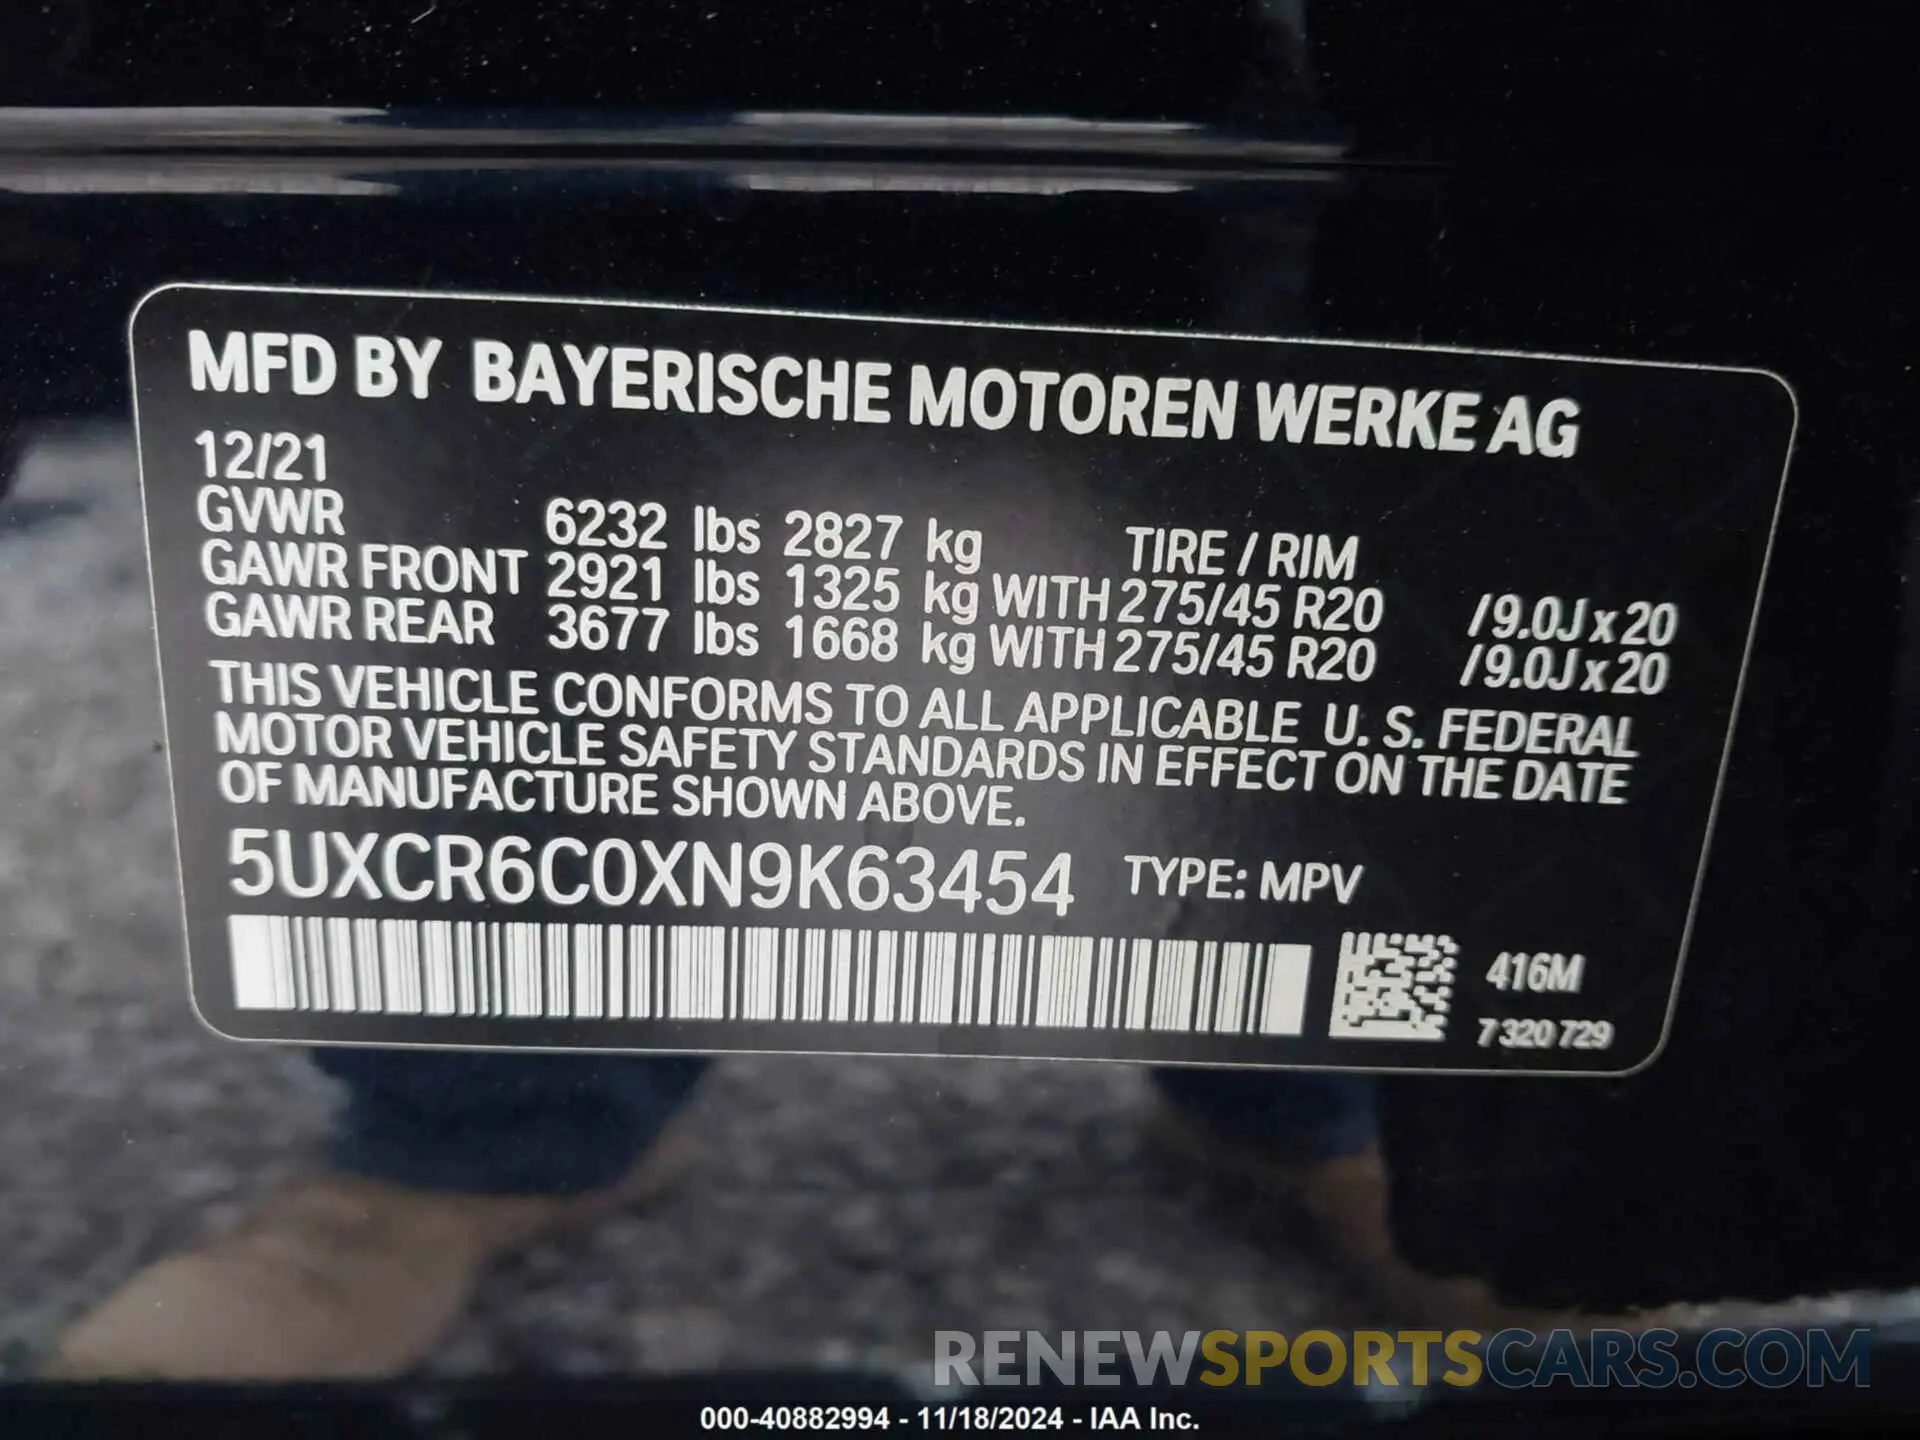 MFD BY BAYERISCHE MOTOREN WERKE AG
12/21
GVWR 6232 lbs 2827 kg TIRE / RIM
GAWR FRONT 2921 lbs 1325 kg WITH 275/45 R20 /9.0J x 20
GAWR REAR 3677 lbs 1668 kg WITH 275/45 R20 /9.0J x 20
THIS VEHICLE CONFORMS TO ALL APPLICABLE U. S. FEDERAL
MOTOR VEHICLE SAFETY STANDARDS IN EFFECT ON THE DATE
OF MANUFACTURE SHOWN ABOVE.
5UXCR6C0XN9K63454 TYPE: MPV
416M
7 320 729
RENEWSPORTSCARS.COM
000-40882994 - 11/18/2024 - IAA Inc.